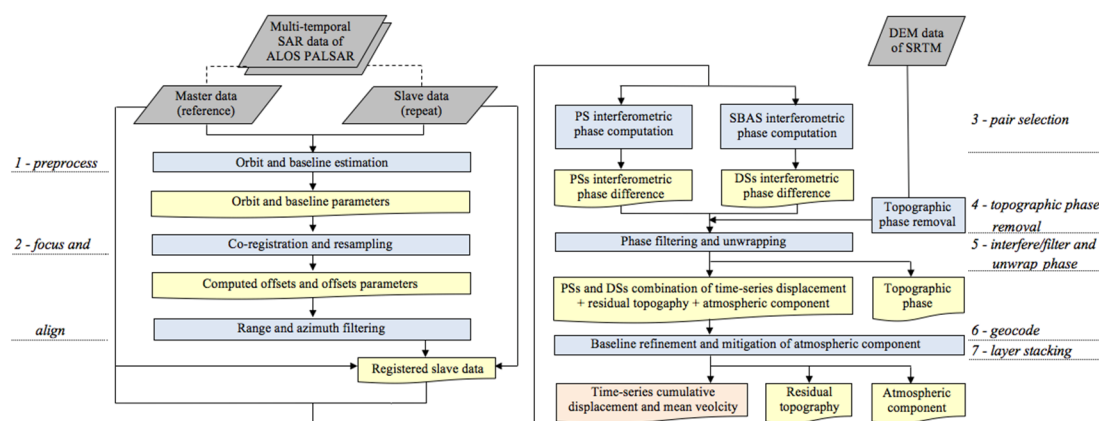 Multi-temporal
SAR data of
ALOS PALSAR
Master data
(reference)
Slave data
(repeat)
1 - preprocess
Orbit and baseline estimation
Orbit and baseline parameters
2 - focus and
Co-registration and resampling
Computed offsets and offsets parameters
align
Range and azimuth filtering
Registered slave data
DEM data
of SRTM
PS interferometric
phase computation
SBAS interferometric
phase computation
3 - pair selection
PSs interferometric
phase difference
DSs interferometric
phase difference
Topographic
phase removal
4 - topographic phase
removal
Phase filtering and unwrapping
5 - interfere/filter and
unwrap phase
PSs and DSs combination of time-series displacement
+ residual topogaphy + atmospheric component
Topographic
phase
6 - geocode
Baseline refinement and mitigation of atmospheric component
7 - layer stacking
Time-series cumulative
displacement and mean veolcity
Residual
topography
Atmospheric
component